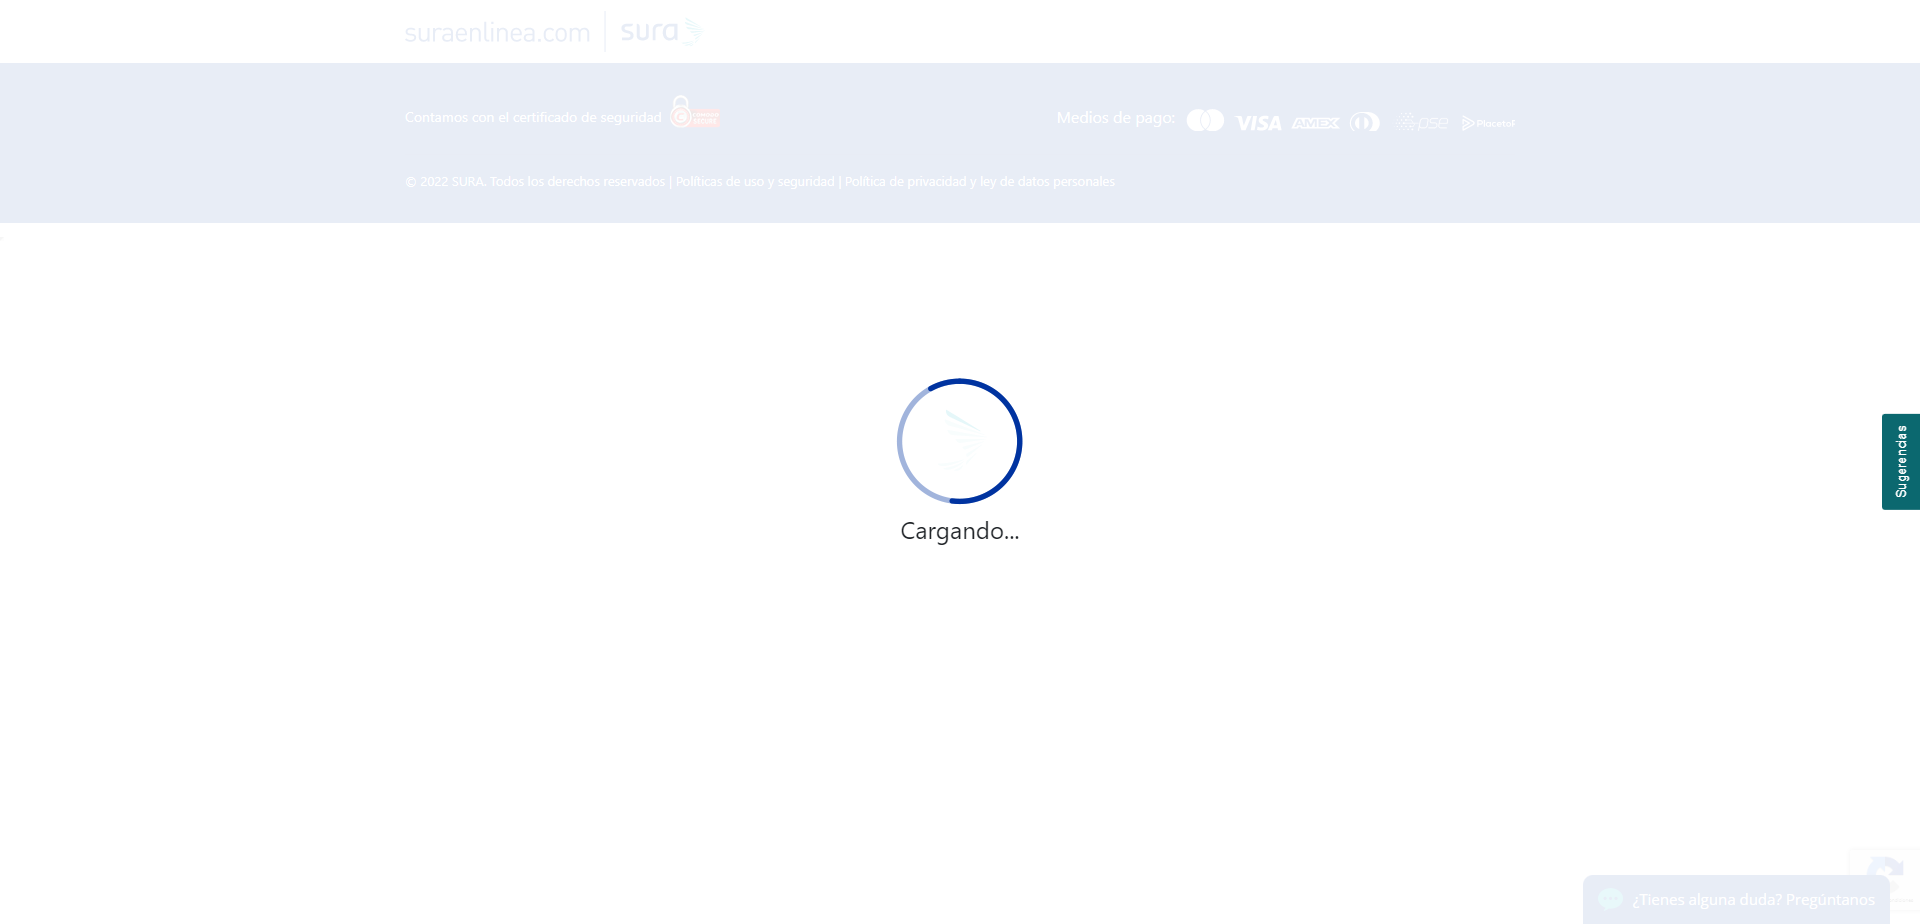 suraenlinea.com | sura
Contamos con el certificado de seguridad
SECURE
Medios de pago: VISA AMEX pse
© 2022 SURA. Todos los derechos reservados | Políticas de uso y seguridad | Política de privacidad y ley de datos personales
Cargando...
Sugerencias
¿Tienes alguna duda? Pregúntanos